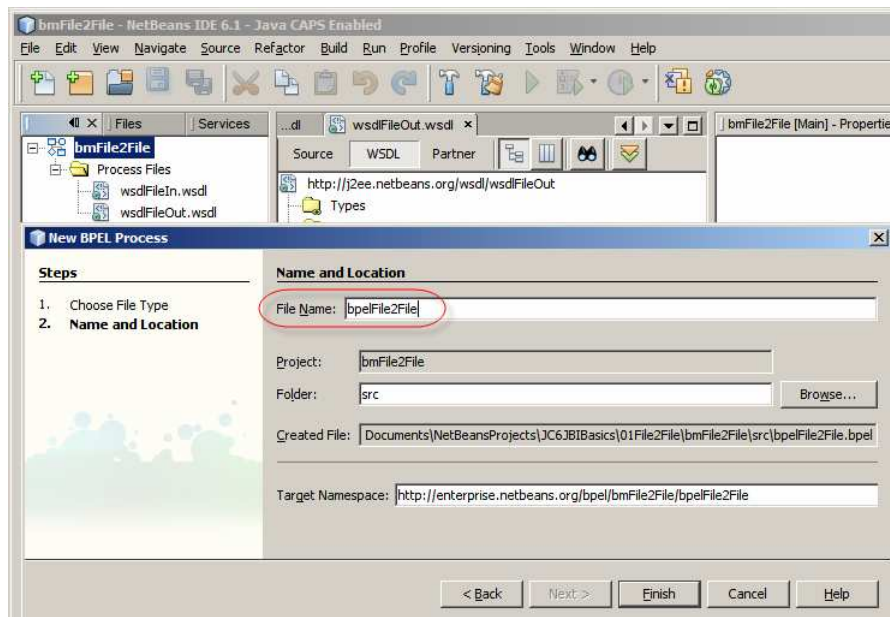 bmFile2File - NetBeans IDE 6.1 - Java CAPS Enabled
File Edit View Navigate Source Refactor Build Run Profile Versioning Tools Window Help
Files Services
...dl wsdlFileOut.wsdl
bmFile2File [Main] - Propertie
bmFile2File
Process Files
wsdlFileIn.wsdl
wsdlFileOut.wsdl
Source WSDL Partner
http://j2ee.netbeans.org/wsdl/wsdlFileOut
Types
New BPEL Process
Steps
1. Choose File Type
2. Name and Location
Name and Location
File Name: bpelFile2File
Project: bmFile2File
Folder: src
Browse...
Created File: Documents\NetBeansProjects\JC6JBIBasics\01File2File\bmFile2File\src\bpelFile2File.bpel
Target Namespace: http://enterprise.netbeans.org/bpel/bmFile2File/bpelFile2File
< Back Next > Finish Cancel Help